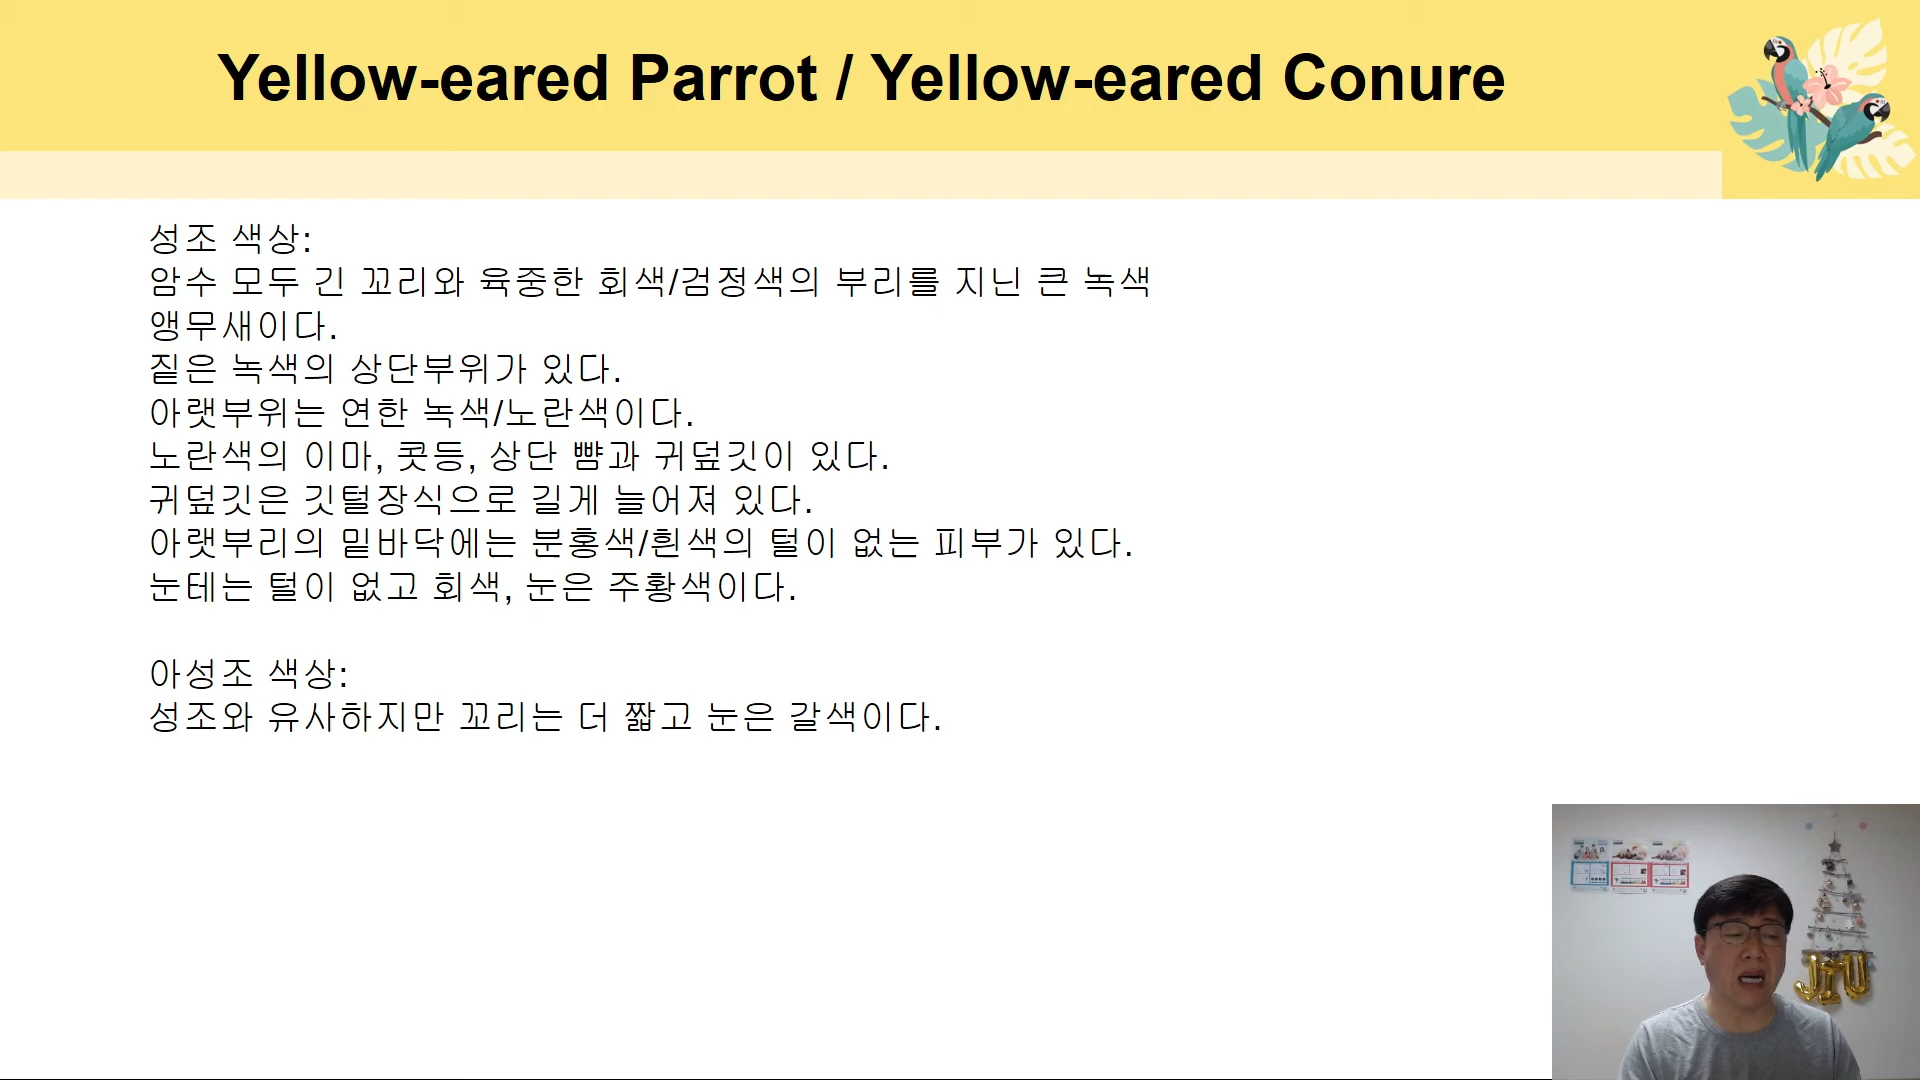 Yellow-eared Parrot / Yellow-eared Conure
성조 색상:
암수 모두 긴 꼬리와 육중한 회색/검정색의 부리를 지닌 큰 녹색
앵무새이다.
짙은 녹색의 상단부위가 있다.
아랫부위는 연한 녹색/노란색이다.
노란색의 이마, 콧등, 상단 뺨과 귀덮깃이 있다.
귀덮깃은 깃털장식으로 길게 늘어져 있다.
아랫부리의 밑바닥에는 분홍색/흰색의 털이 없는 피부가 있다.
눈테는 털이 없고 회색, 눈은 주황색이다.
아성조 색상:
성조와 유사하지만 꼬리는 더 짧고 눈은 갈색이다.